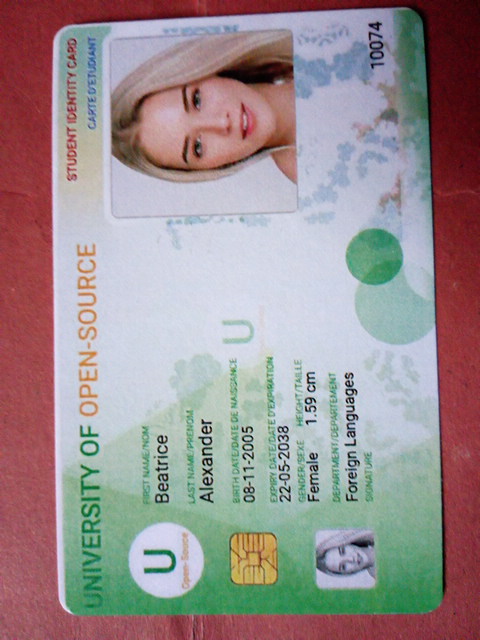 STUDENT IDENTITY CARD
CARTE D'ETUDIANT
10074
UNIVERSITY OF OPEN-SOURCE
U
Open- Source
U
FIRST NAME/NOM
Beatrice
LAST NAME/PRENOM
Alexander
BIRTH DATE/DATE DE NAISSANCE
08-11-2005
EXPIRY DATE/DATE D'EXPIRATION
22-05-2038
GENDER/SEXE HEIGHT/TAILLE
Female 1.59 cm
DEPARTMENT/DEPARTEMENT
Foreign Languages
SIGNATURE